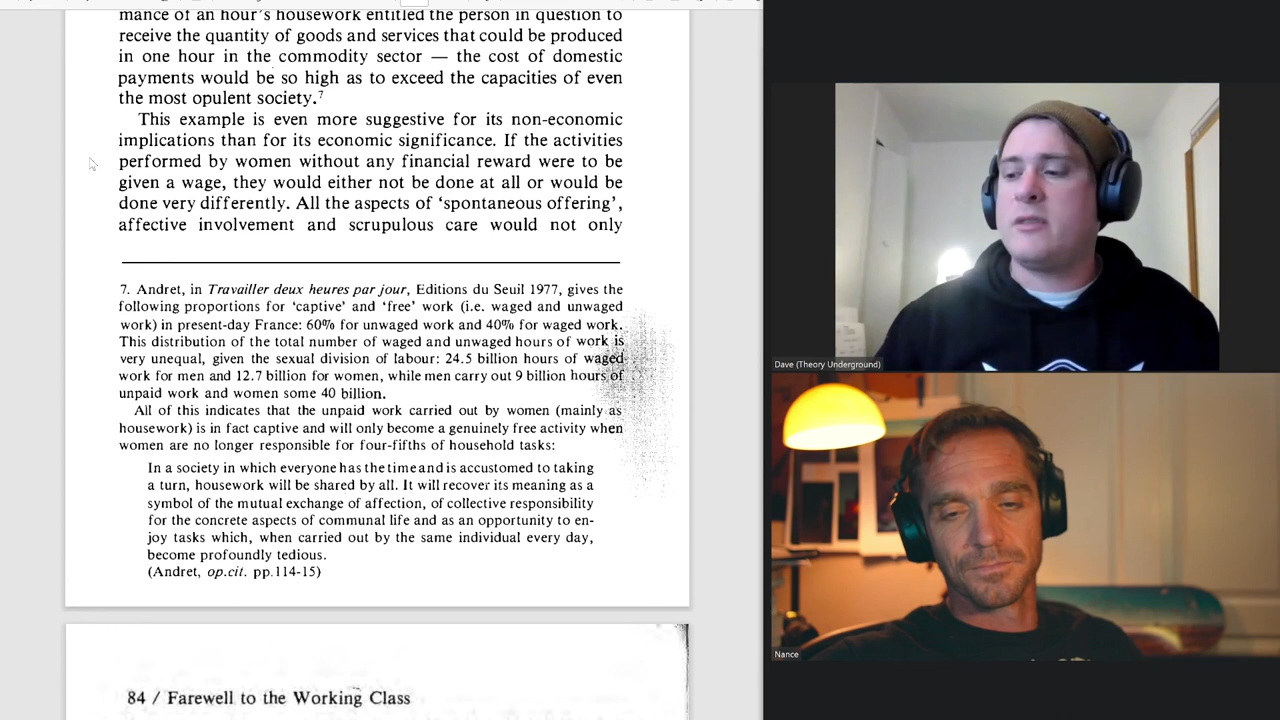 mance of an hour's housework entitled the person in question to
receive the quantity of goods and services that could be produced
in one hour in the commodity sector — the cost of domestic
payments would be so high as to exceed the capacities of even
the most opulent society.⁷
This example is even more suggestive for its non-economic
implications than for its economic significance. If the activities
performed by women without any financial reward were to be
given a wage, they would either not be done at all or would be
done very differently. All the aspects of 'spontaneous offering',
affective involvement and scrupulous care would not only
7. Andret, in Travailler deux heures par jour, Editions du Seuil 1977, gives the
following proportions for 'captive' and 'free' work (i.e. waged and unwaged
work) in present-day France: 60% for unwaged work and 40% for waged work.
This distribution of the total number of waged and unwaged hours of work is
very unequal, given the sexual division of labour: 24.5 billion hours of waged
work for men and 12.7 billion for women, while men carry out 9 billion hours of
unpaid work and women some 40 billion.
All of this indicates that the unpaid work carried out by women (mainly as
housework) is in fact captive and will only become a genuinely free activity when
women are no longer responsible for four-fifths of household tasks:
In a society in which everyone has the time and is accustomed to taking
a turn, housework will be shared by all. It will recover its meaning as a
symbol of the mutual exchange of affection, of collective responsibility
for the concrete aspects of communal life and as an opportunity to en-
joy tasks which, when carried out by the same individual every day,
become profoundly tedious.
(Andret, op.cit. pp.114-15)
84 / Farewell to the Working Class
Dave (Theory Underground)
Nance